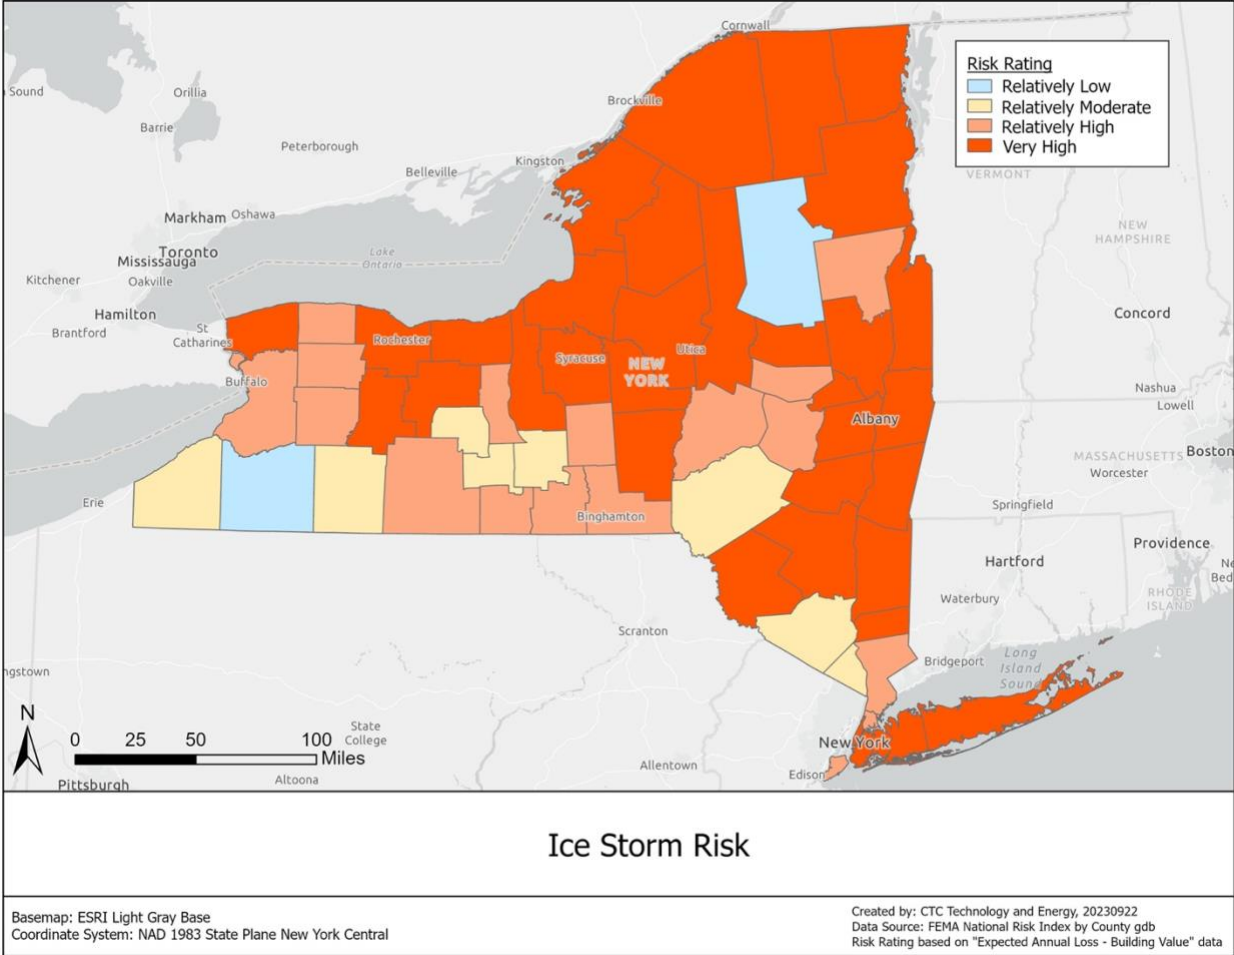 Cornwall
Sound
Orillia
Barrie
Brockville
Peterborough
Belleville
Kingston
Risk Rating
Relatively Low
Relatively Moderate
Relatively High
Very High
VERMONT
Markham
Oshawa
Toronto
Mississauga
Lake
Ontario
NEW
HAMPSHIRE
Kitchener
Oakville
Hamilton
Brantford
St
Catharines
Concord
Rochester
Syracuse
Utica
NEW
YORK
Buffalo
Nashua
Lowell
Albany
MASSACHUSETTS
Boston
Worcester
Erie
Binghamton
Springfield
Hartford
Providence
Ne
Bed
Waterbury
RHODE
ISLAND
Scranton
Long
Island
Sound
Bridgeport
ngstown
N
0 25 50 100
Miles
State
College
New York
Allentown
Edison
Pittsburgh
Altoona
Ice Storm Risk
Basemap: ESRI Light Gray Base
Coordinate System: NAD 1983 State Plane New York Central
Created by: CTC Technology and Energy, 20230922
Data Source: FEMA National Risk Index by County gdb
Risk Rating based on "Expected Annual Loss - Building Value" data